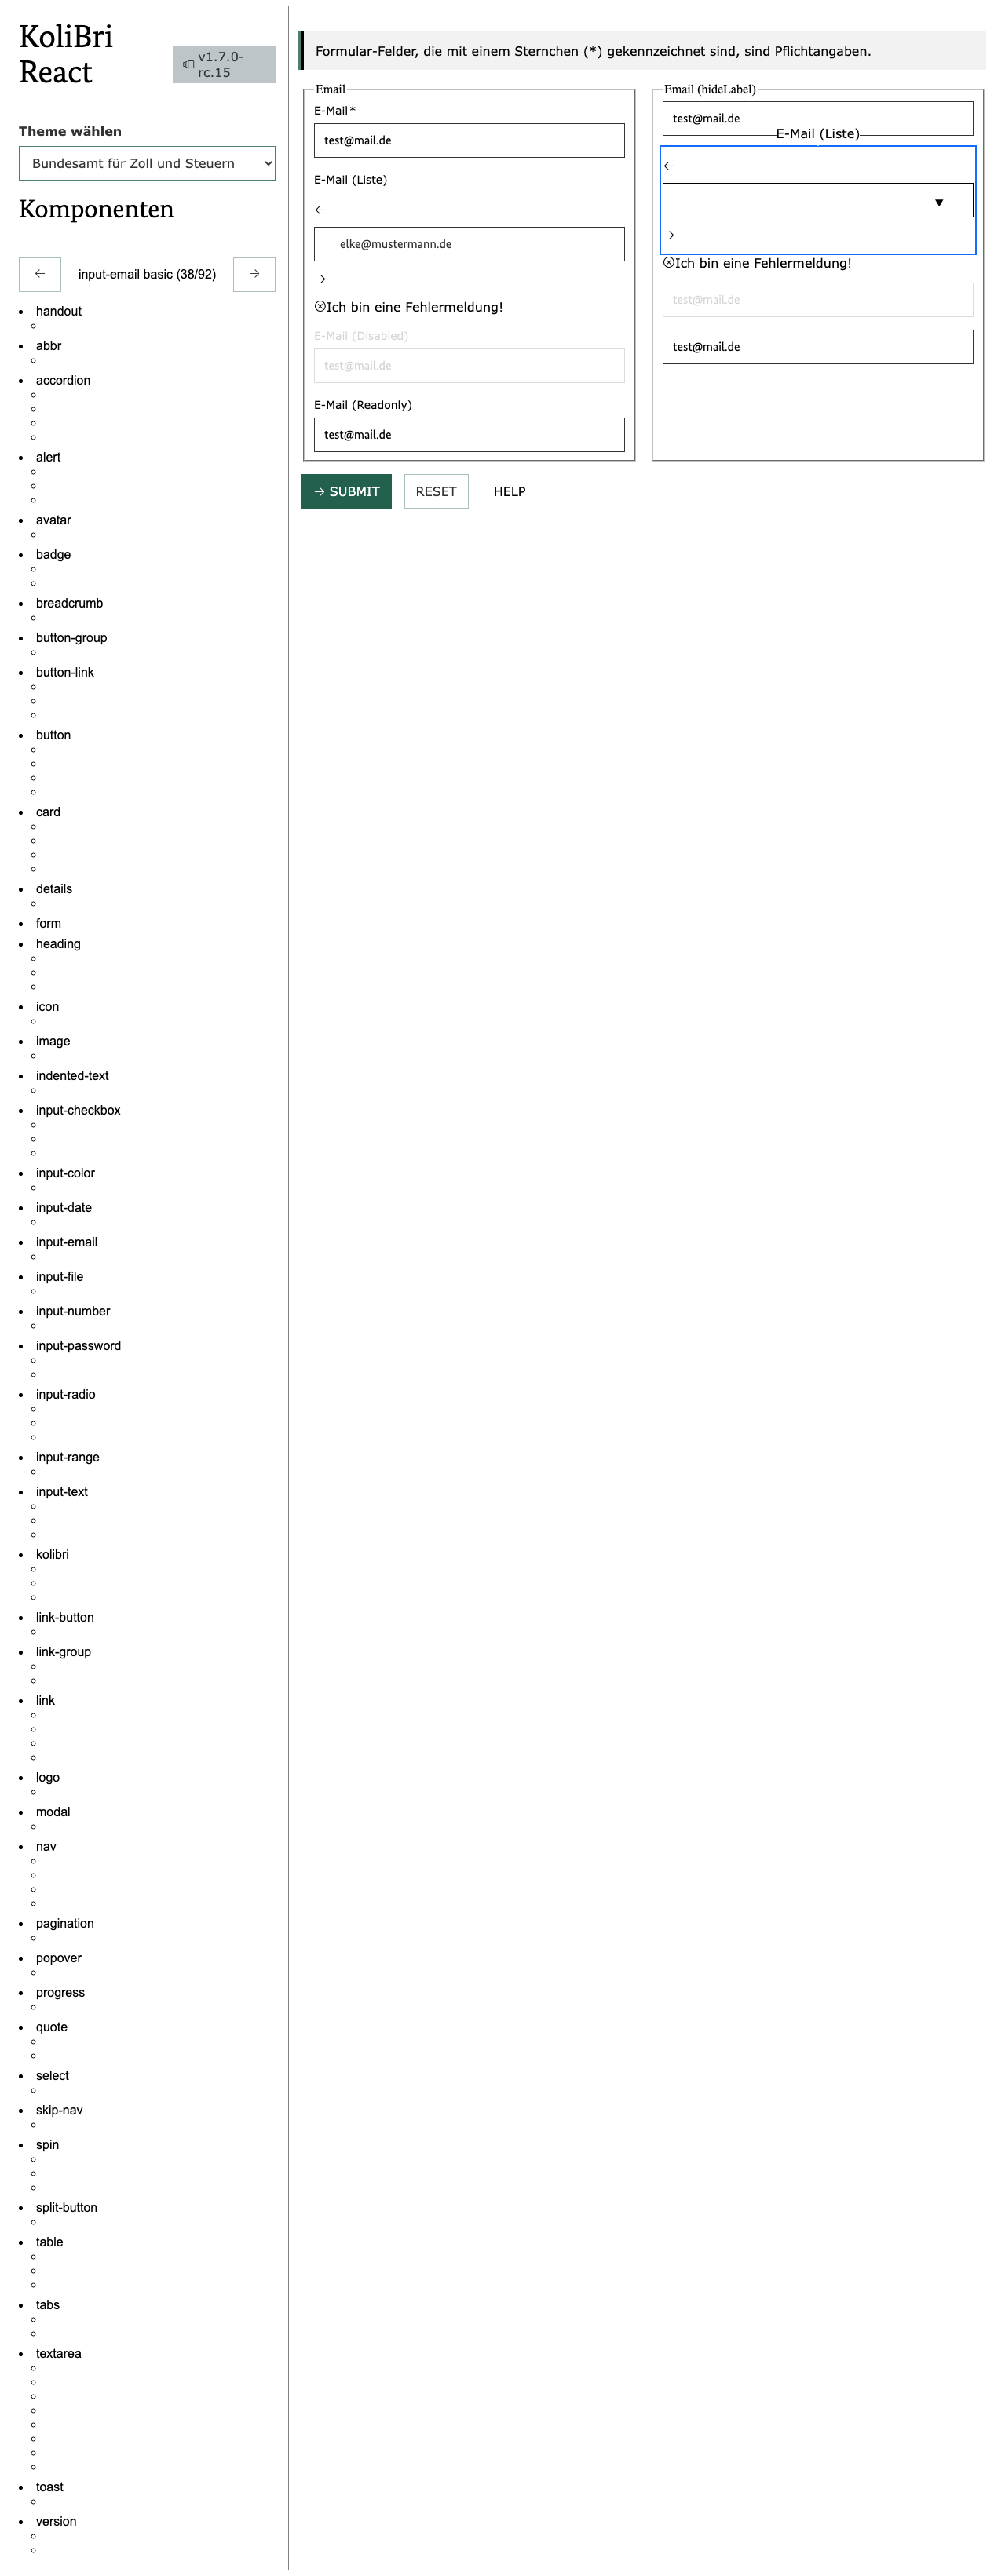 KoliBri
React
v1.7.0-
rc.15
Theme wählen
Bundesamt für Zoll und Steuern
Komponenten
← input-email basic (38/92) →
handout
abbr
accordion
alert
avatar
badge
breadcrumb
button-group
button-link
button
card
details
form
heading
icon
image
indented-text
input-checkbox
input-color
input-date
input-email
input-file
input-number
input-password
input-radio
input-range
input-text
kolibri
link-button
link-group
link
logo
modal
nav
pagination
popover
progress
quote
select
skip-nav
spin
split-button
table
tabs
textarea
toast
version
Formular-Felder, die mit einem Sternchen (*) gekennzeichnet sind, sind Pflichtangaben.
Email
E-Mail*
test@mail.de
E-Mail (Liste)
←
elke@mustermann.de
→
Ich bin eine Fehlermeldung!
E-Mail (Disabled)
test@mail.de
E-Mail (Readonly)
test@mail.de
Email (hideLabel)
test@mail.de
E-Mail (Liste)
←
→
Ich bin eine Fehlermeldung!
test@mail.de
test@mail.de
→ SUBMIT
RESET
HELP